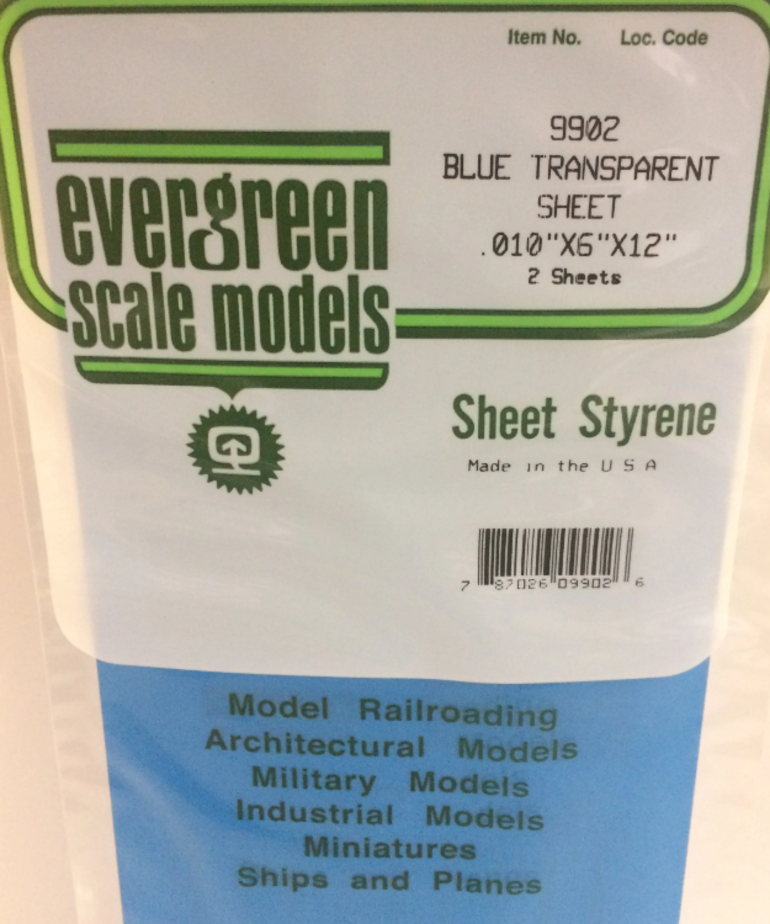 Item No. Loc. Code
9902
BLUE TRANSPARENT
SHEET
.010"X6"X12"
2 Sheets
evergreen
scale models
Sheet Styrene
Made in the U S A
7 87026 09902 6
Model Railroading
Architectural Models
Military Models
Industrial Models
Miniatures
Ships and Planes